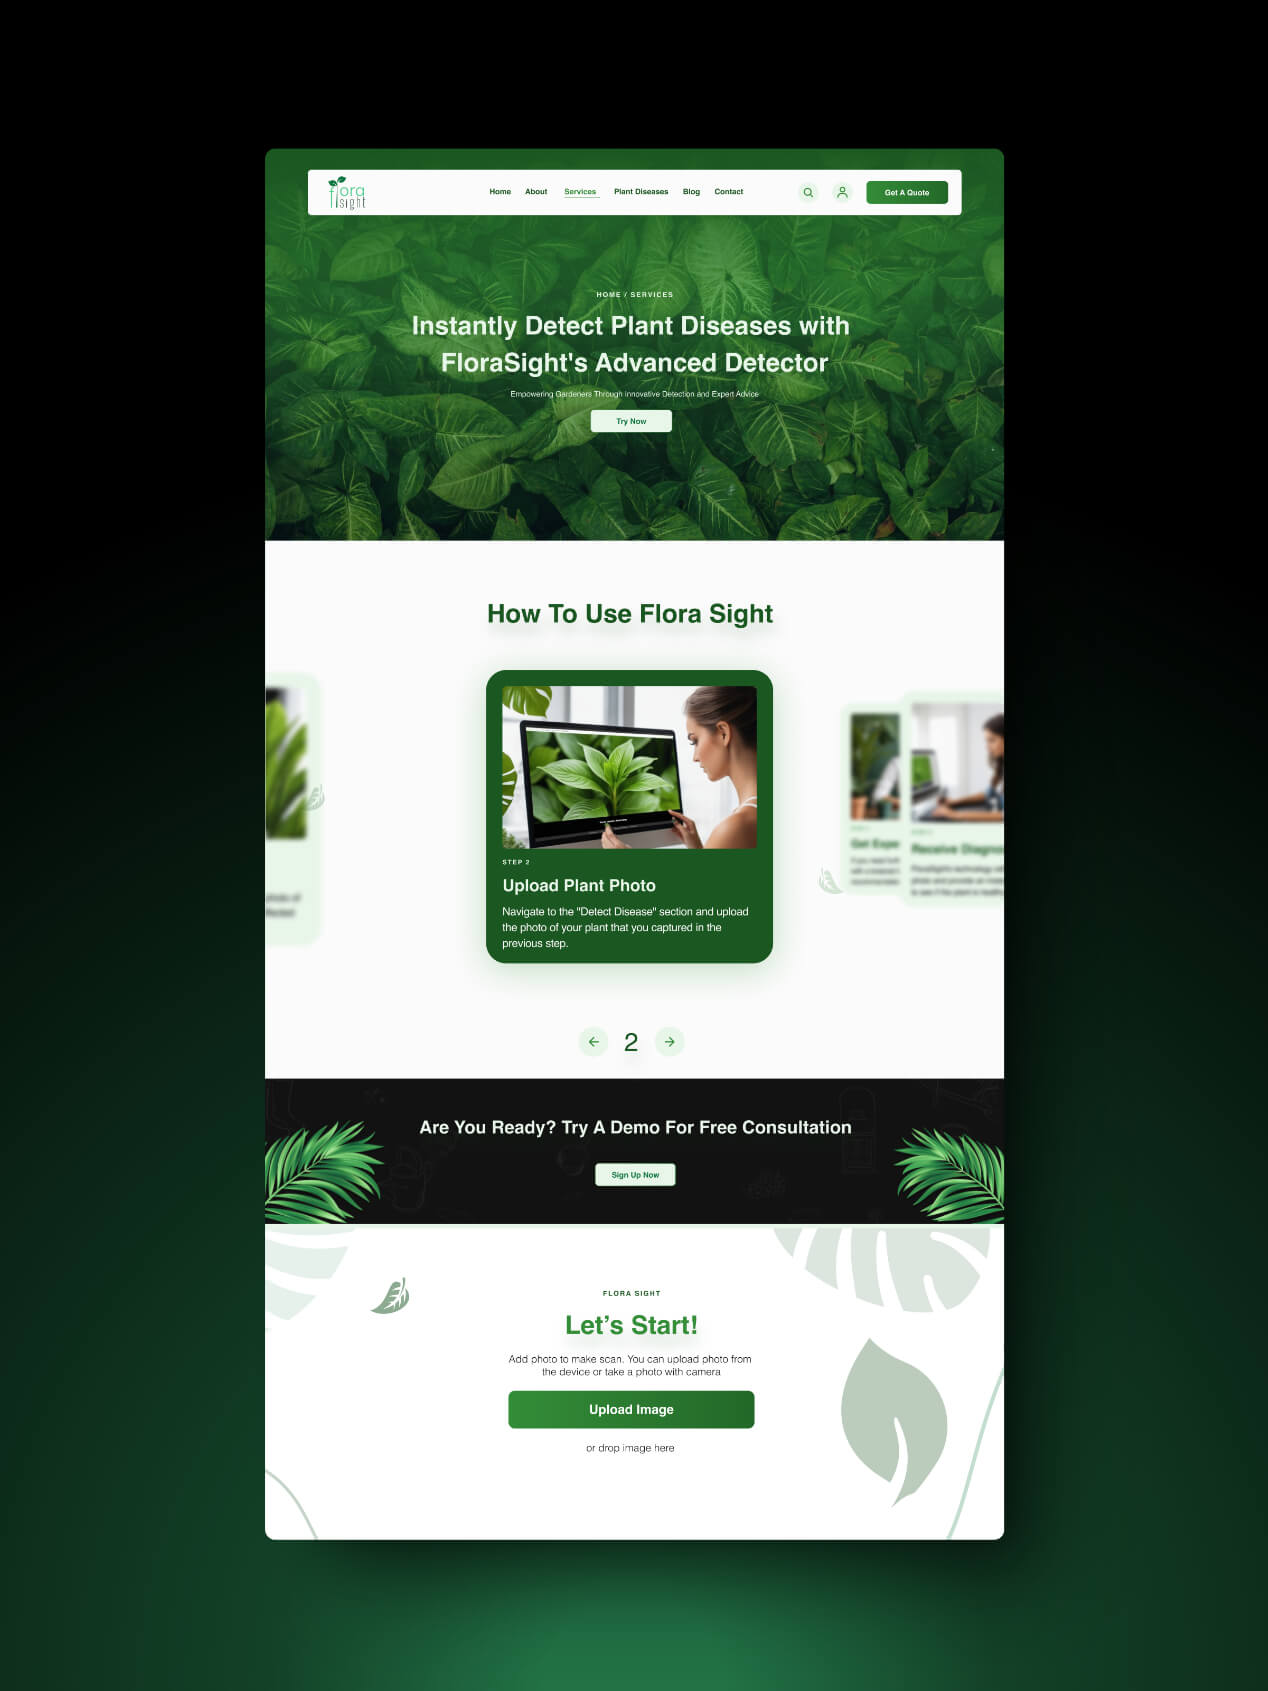 flora
sight
Home About Services Plant Diseases Blog Contact
Get A Quote
HOME / SERVICES
Instantly Detect Plant Diseases with
FloraSight's Advanced Detector
Empowering Gardeners Through Innovative Detection and Expert Advice
Try Now
How To Use Flora Sight
photo of
STEP 2
Upload Plant Photo
Navigate to the "Detect Disease" section and upload
the photo of your plant that you captured in the
previous step.
Get
Receive
2
Are You Ready? Try A Demo For Free Consultation
Sign Up Now
FLORA SIGHT
Let’s Start!
Add photo to make scan. You can upload photo from
the device or take a photo with camera
Upload Image
or drop image here